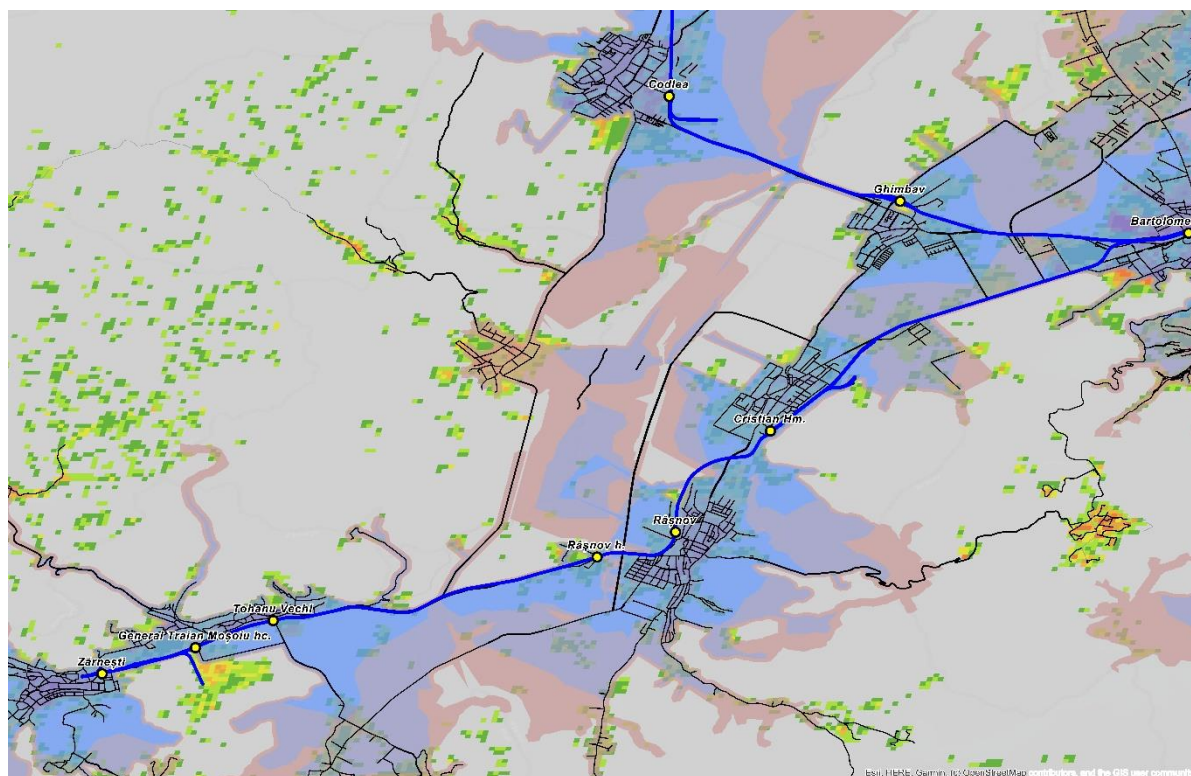 Codlea
Ghimbav
Bartolome
Cristian Hm.
Râșnov
Râșnov h.
Tohanu Vechi
General Traian Moșoiu hc.
Zărnești
Esri, HERE, Garmin, (c) OpenStreetMap contributors, and the GIS user community